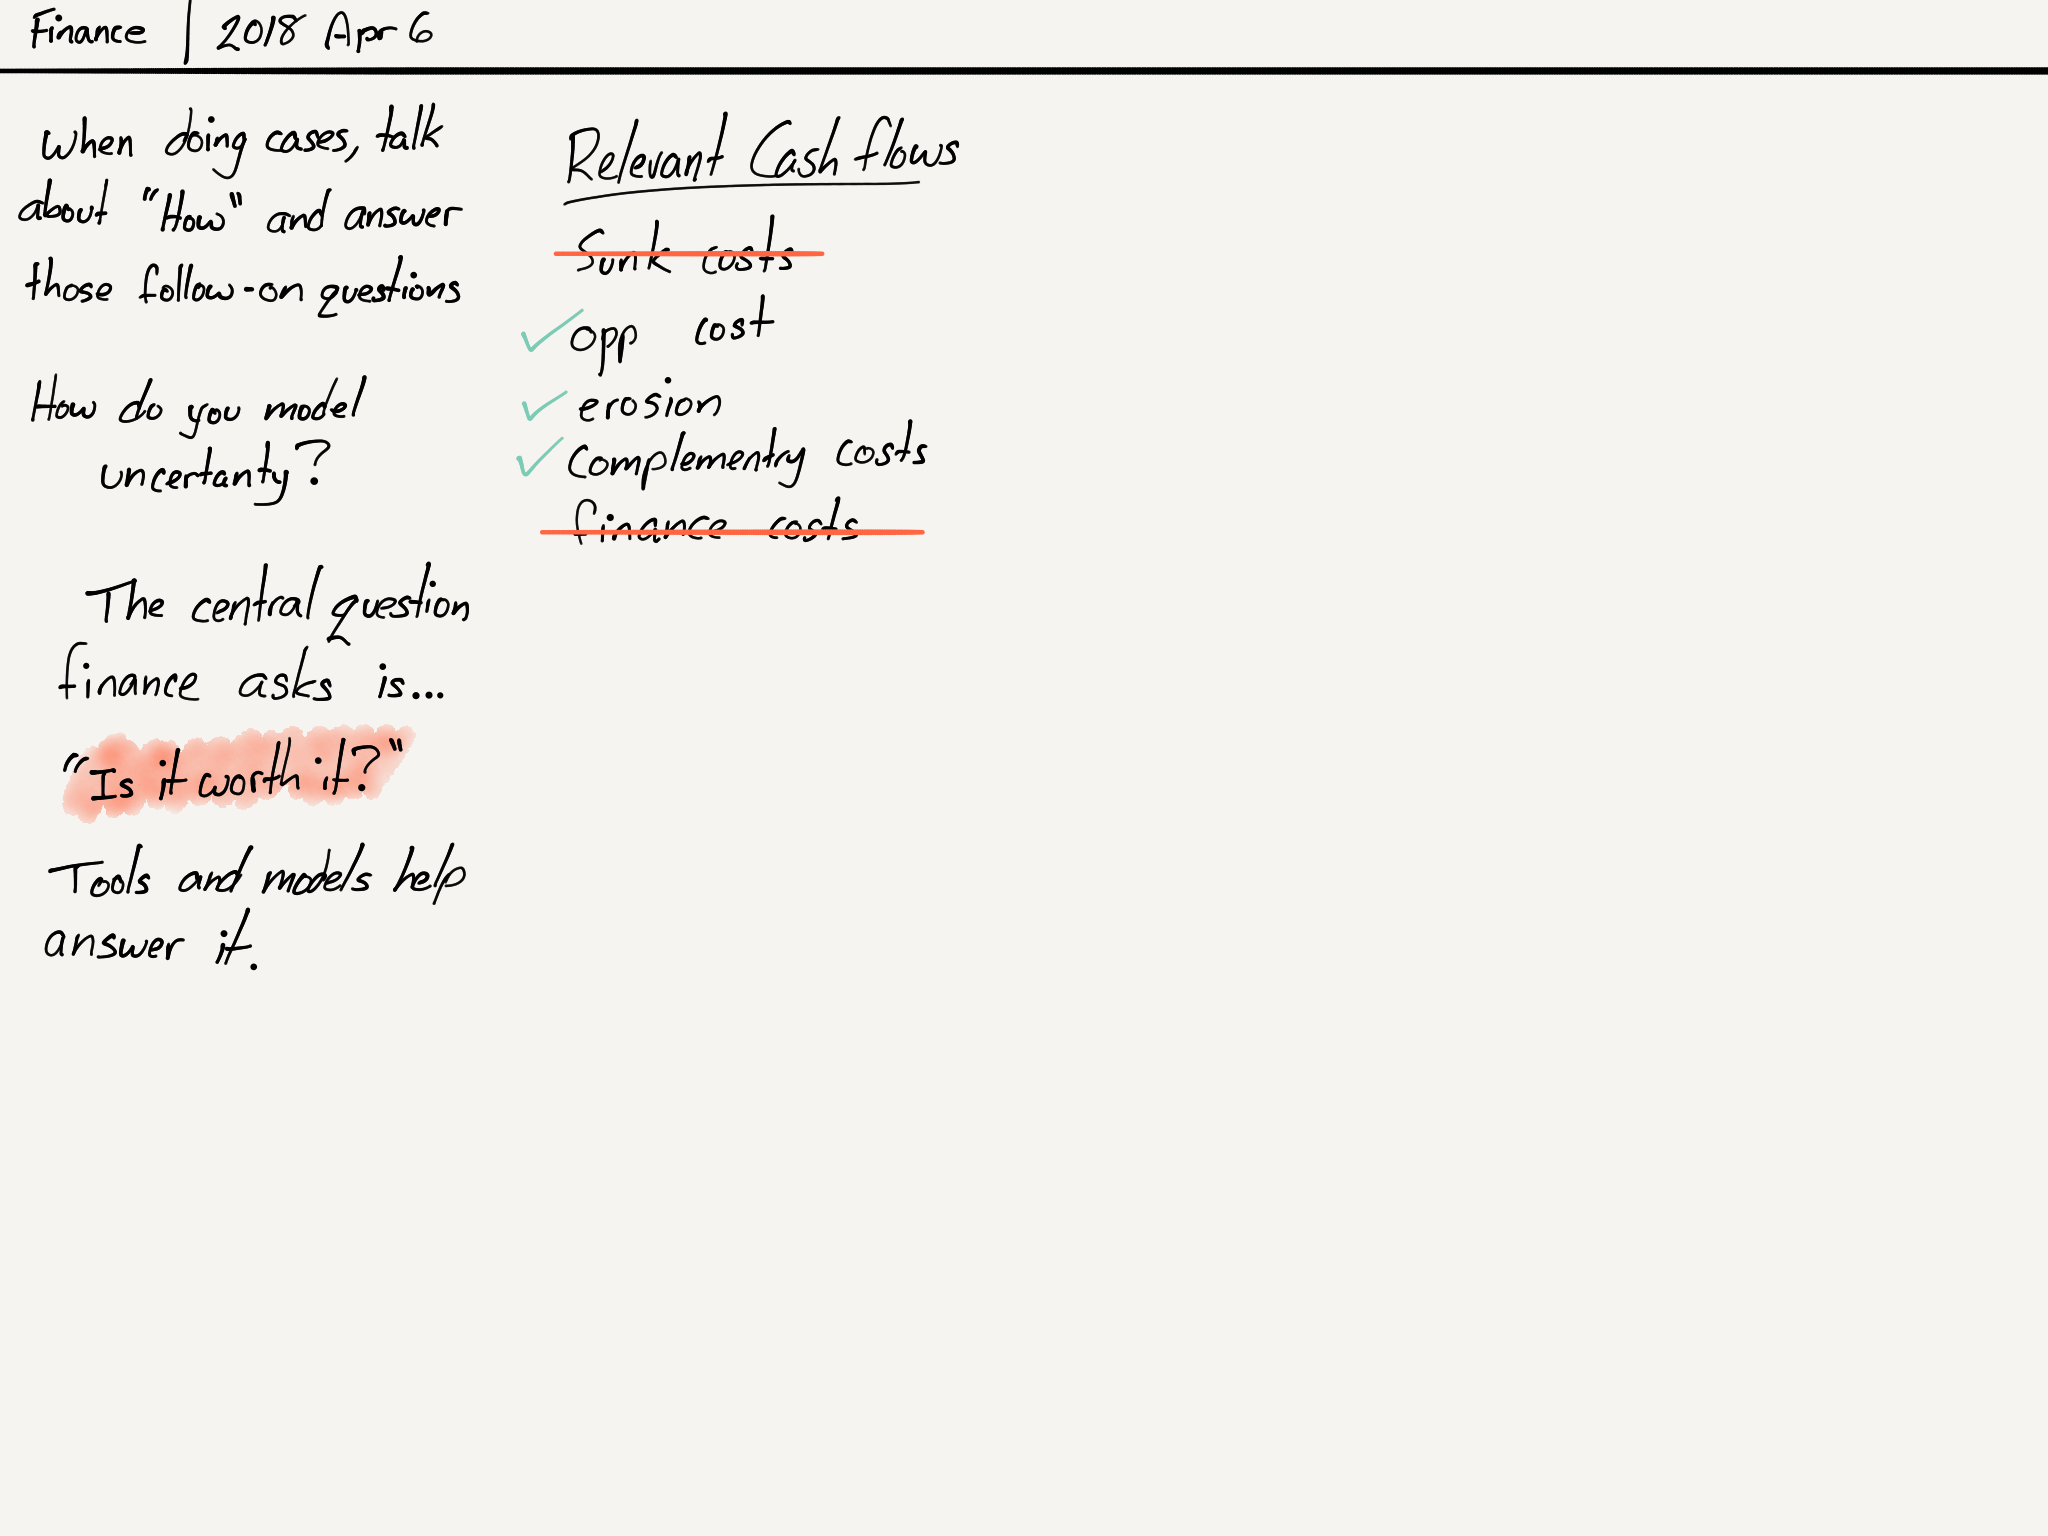 Finance | 2018 Apr 6
When doing cases, talk
about "How" and answer
those follow-on questions
How do you model
uncertanty?
The central question
finance asks is...
"Is it worth it?"
Tools and models help
answer it.
Relevant Cash flows
Sunk costs
✓ opp cost
✓ erosion
✓ Complementry costs
finance costs